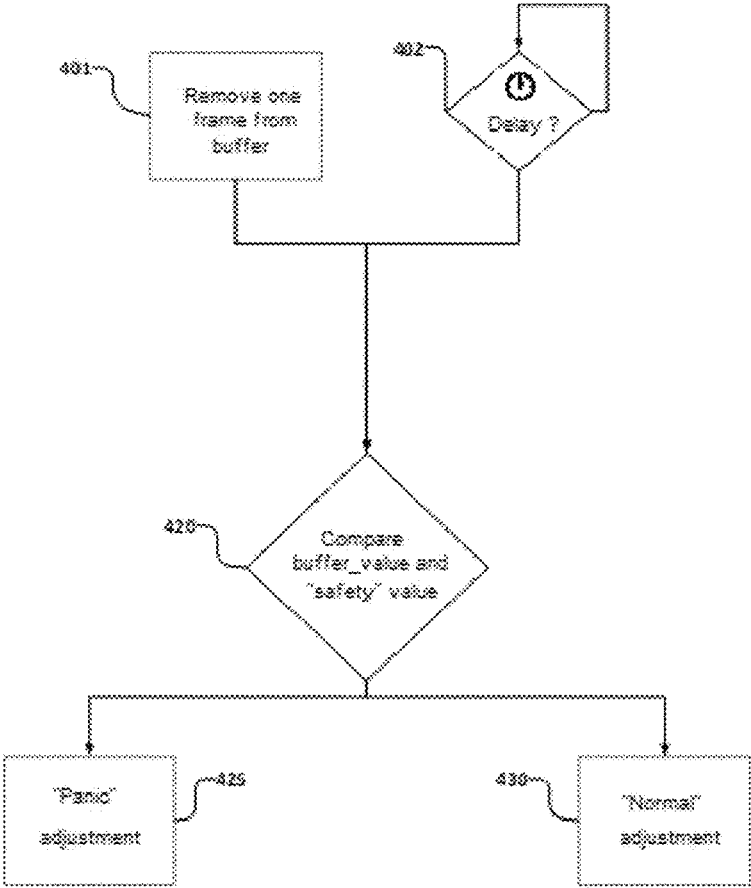 401
Remove one
frame from
buffer
402
Delay ?
420
Compare
buffer_value and
"safety" value
"Panic"
adjustment
425
430
"Normal"
adjustment